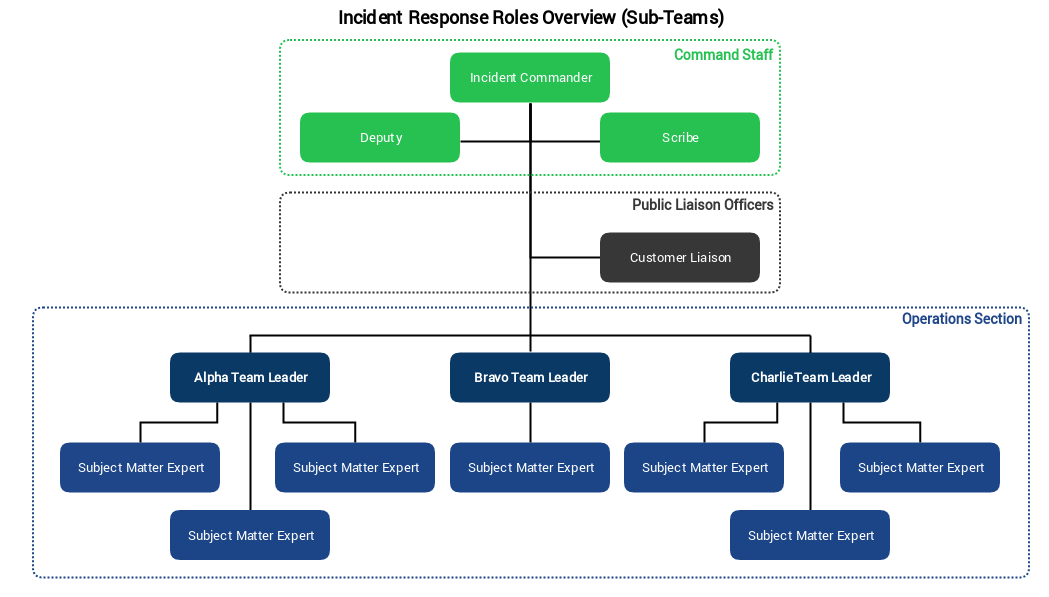 Incident Response Roles Overview (Sub-Teams)
Command Staff
Incident Commander
Deputy
Scribe
Public Liaison Officers
Customer Liaison
Operations Section
Alpha Team Leader
Bravo Team Leader
Charlie Team Leader
Subject Matter Expert
Subject Matter Expert
Subject Matter Expert
Subject Matter Expert
Subject Matter Expert
Subject Matter Expert
Subject Matter Expert